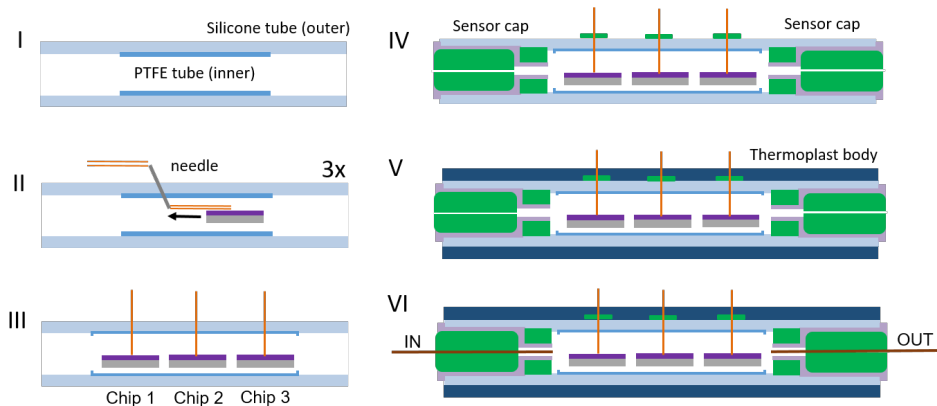 I
Silicone tube (outer)
PTFE tube (inner)
II
needle
3x
III
Chip 1 Chip 2 Chip 3
IV
Sensor cap
Sensor cap
V
Thermoplast body
VI
IN
OUT